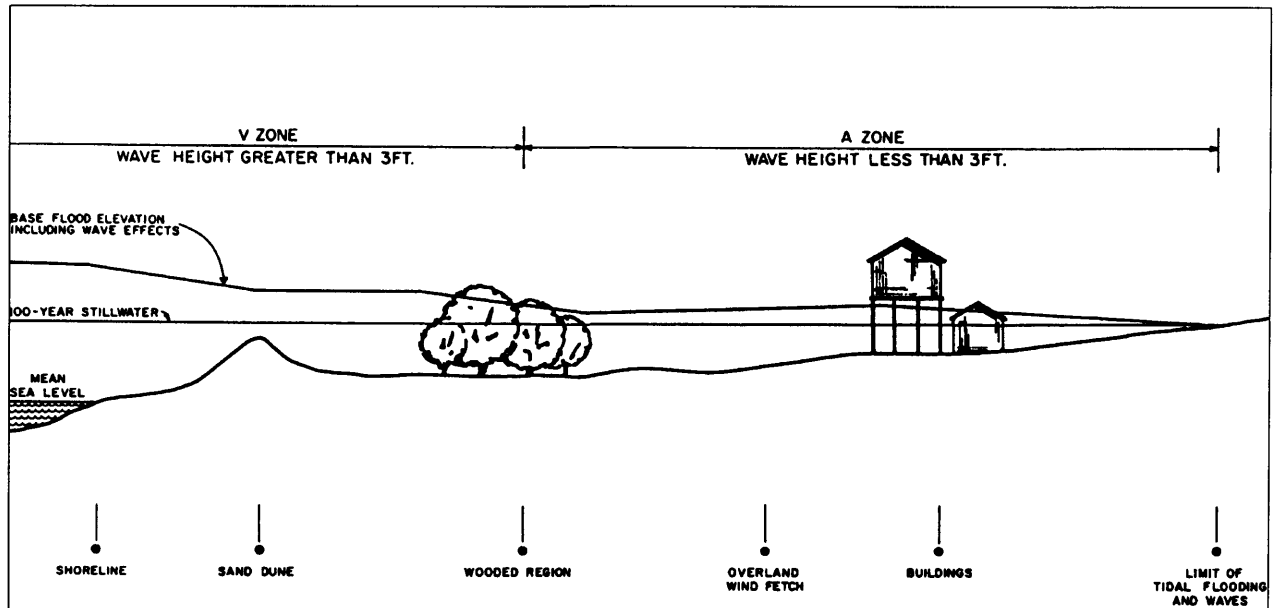 V ZONE
WAVE HEIGHT GREATER THAN 3FT.
A ZONE
WAVE HEIGHT LESS THAN 3FT.
BASE FLOOD ELEVATION
INCLUDING WAVE EFFECTS
100-YEAR STILLWATER
MEAN
SEA LEVEL
SHORELINE
SAND DUNE
WOODED REGION
OVERLAND
WIND FETCH
BUILDINGS
LIMIT OF
TIDAL FLOODING
AND WAVES